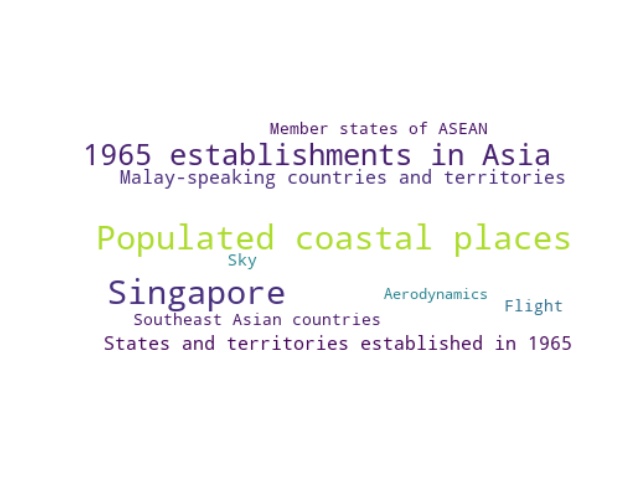 Member states of ASEAN
1965 establishments in Asia
Malay-speaking countries and territories
Populated coastal places
Sky
Singapore
Aerodynamics
Flight
Southeast Asian countries
States and territories established in 1965